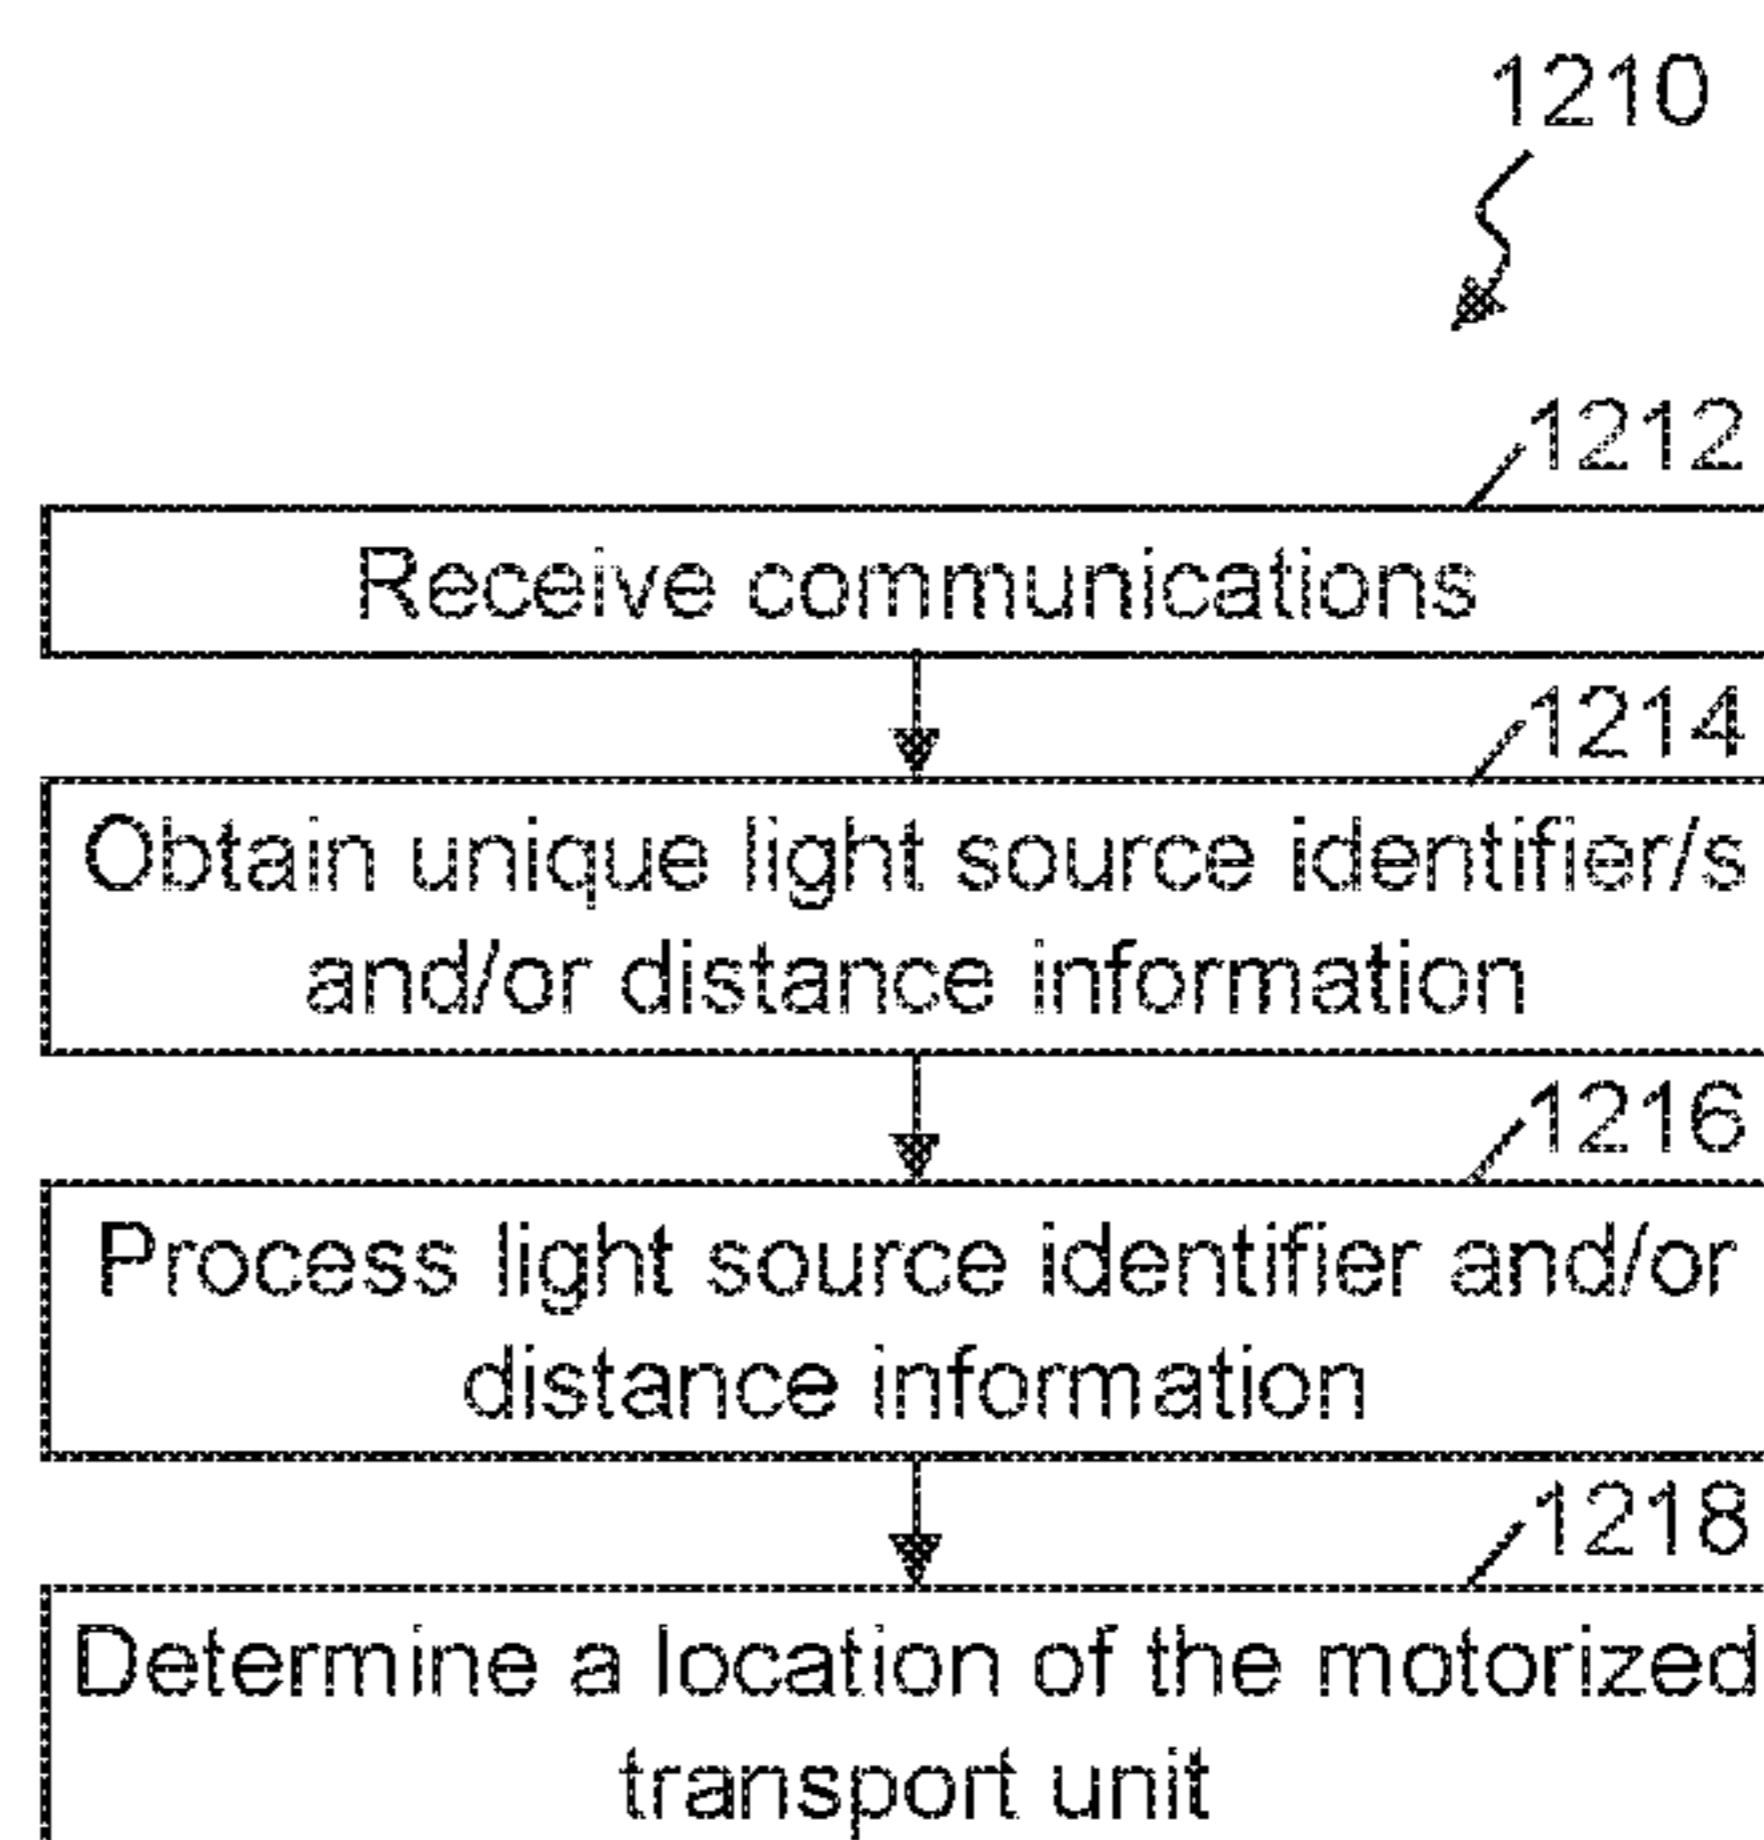 1210
1212
Receive communications
1214
Obtain unique light source identifier/s
and/or distance information
1216
Process light source identifier and/or
distance information
1218
Determine a location of the motorized
transport unit